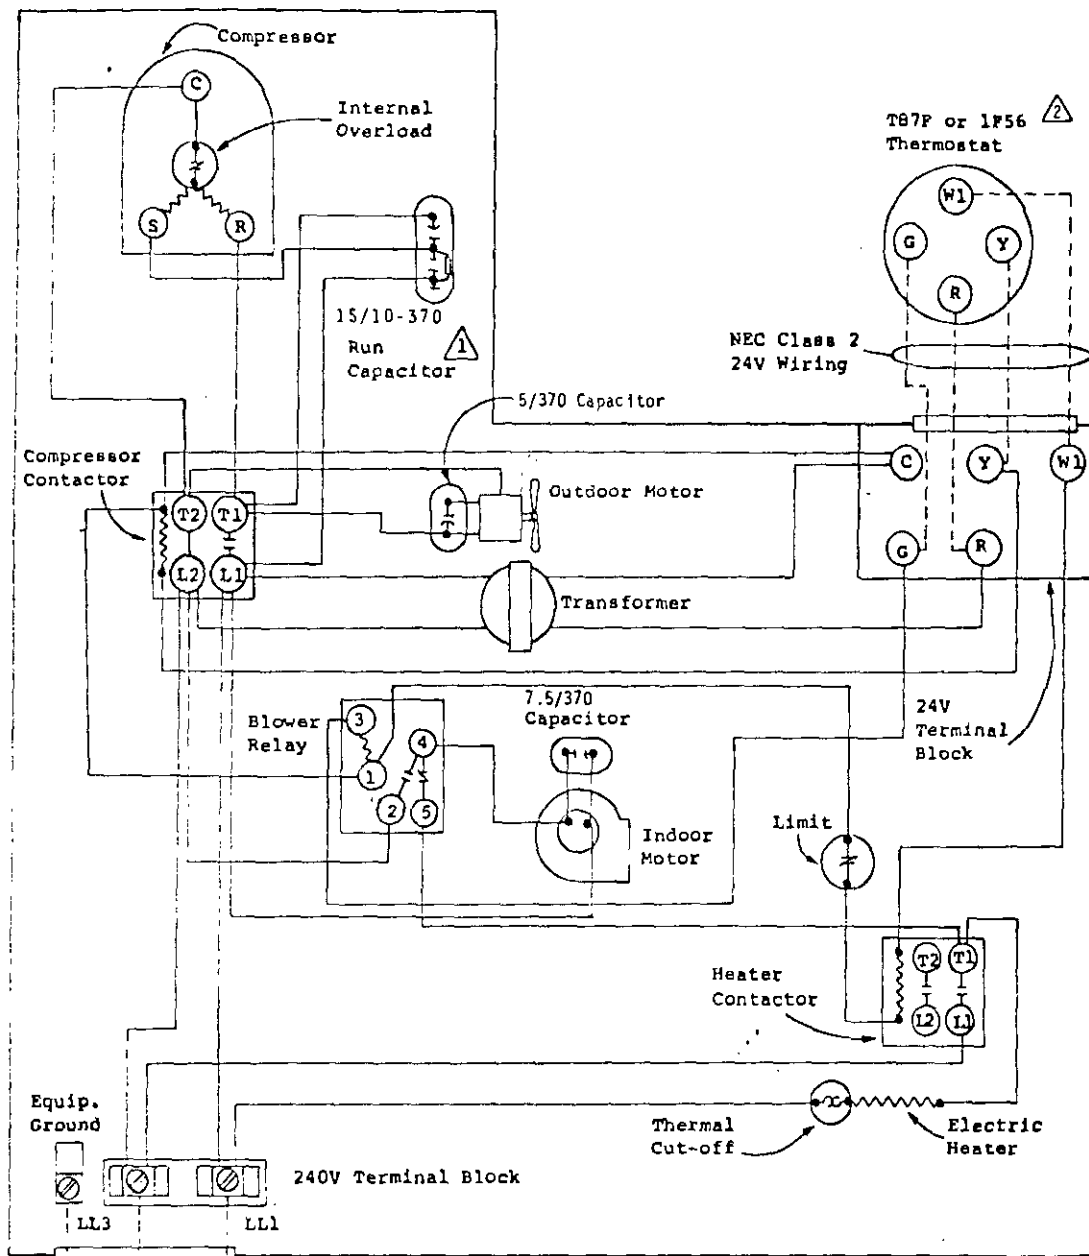 Compressor
C
Internal
Overload
S
R
15/10-370
Run
Capacitor
1
T87F or 1F56
2
Thermostat
W1
G
Y
R
NEC Class 2
24V Wiring
5/370 Capacitor
Compressor
Contactor
T2
T1
L2
L1
Outdoor Motor
C
Y
W1
G
R
Transformer
24V
Terminal
Block
Blower
Relay
3
4
1
2
5
7.5/370
Capacitor
Indoor
Motor
Limit
Heater
Contactor
T2
T1
L2
L1
Thermal
Cut-off
Electric
Heater
Equip.
Ground
240V Terminal Block
LL3
LL1